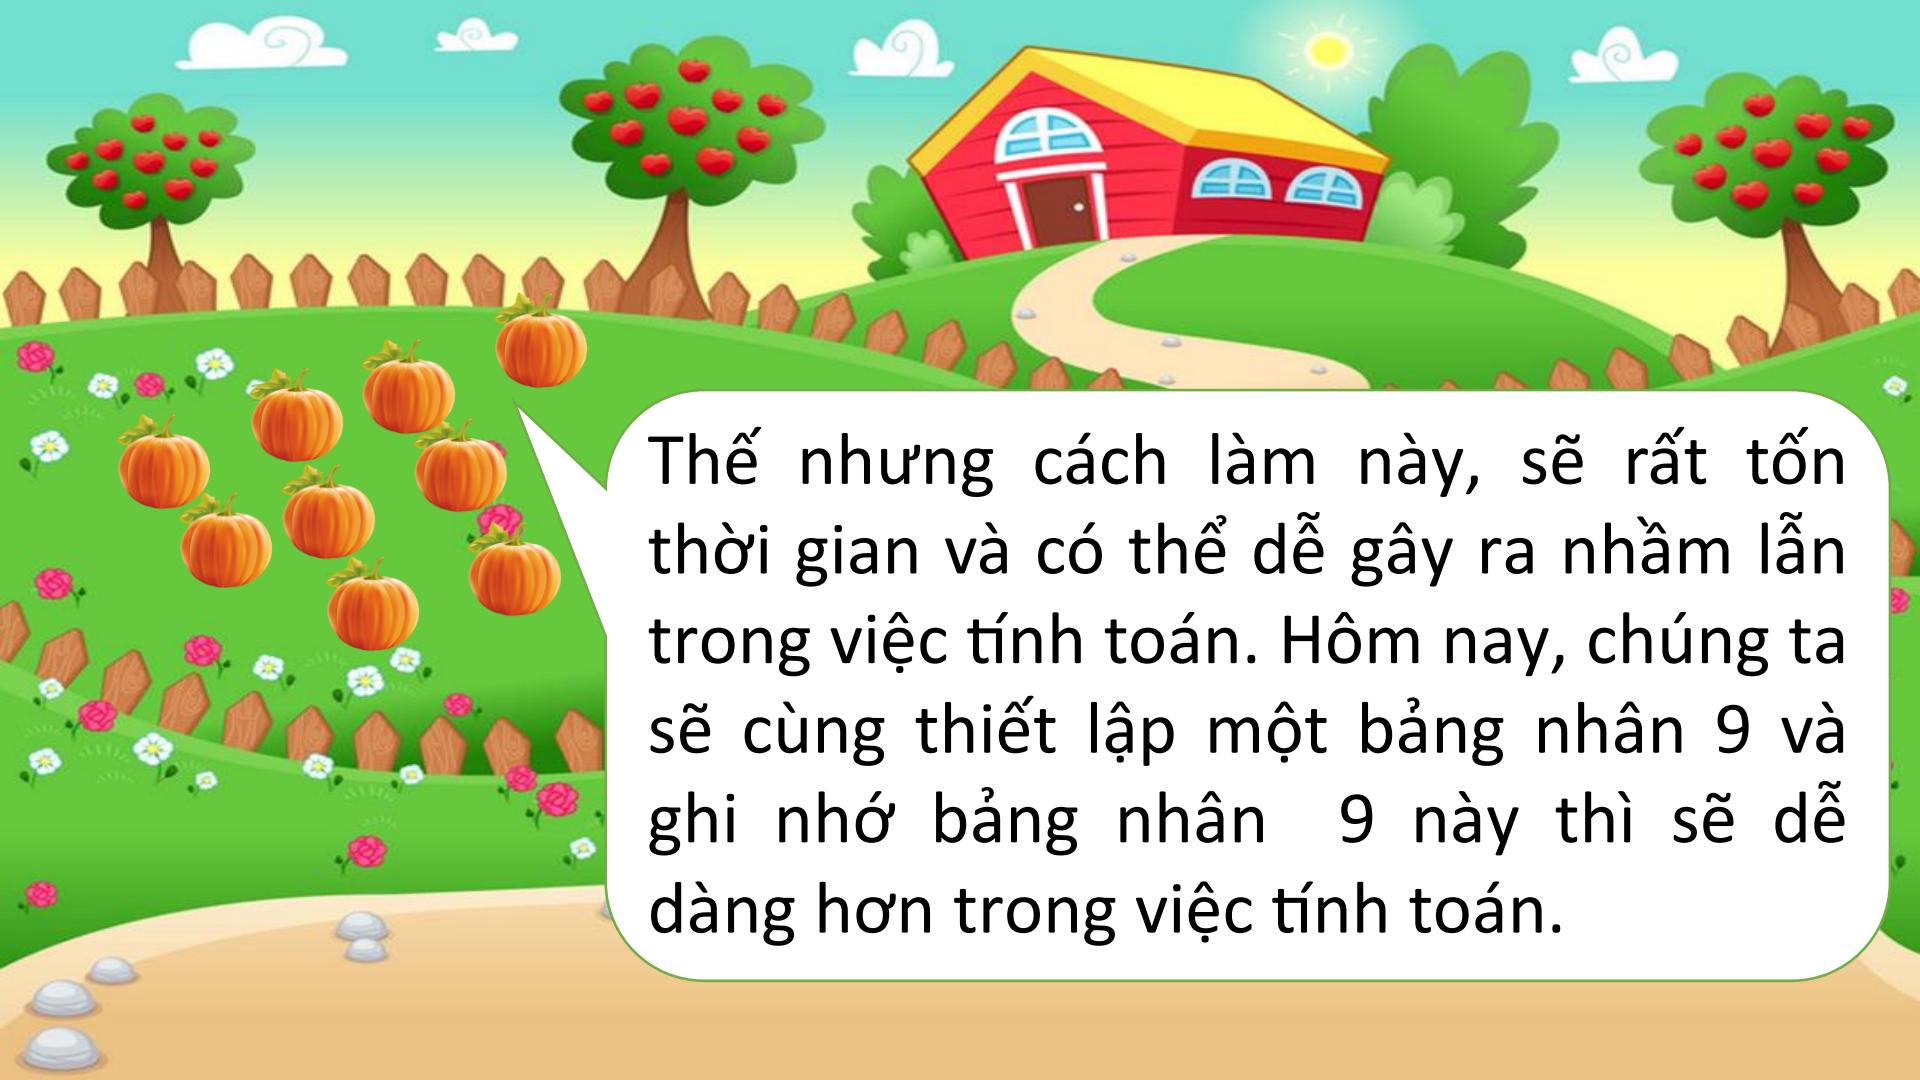 Thế nhưng cách làm này, sẽ rất tốn
thời gian và có thể dễ gây ra nhầm lẫn
trong việc tính toán. Hôm nay, chúng ta
sẽ cùng thiết lập một bảng nhân 9 và
ghi nhớ bảng nhân  9 này thì sẽ dễ
dàng hơn trong việc tính toán.